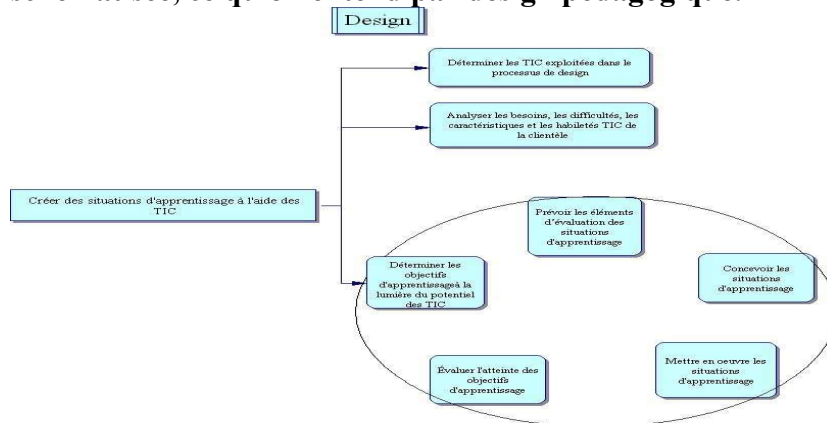 Design
Déterminer les TIC exploitées dans le
processus de design
Analyser les besoins, les difficultés, les
caractéristiques et les habiletés TIC de
la clientèle
Créer des situations d'apprentissage à l'aide des
TIC
Prévoir les éléments
d'évaluation des
situations
d'apprentissage
Déterminer les
objectifs
d'apprentissageà la
lumière du potentiel
des TIC
Concevoir les
situations
d'apprentissage
Évaluer l'atteinte des
objectifs
d'apprentissage
Mettre en oeuvre les
situations
d'apprentissage